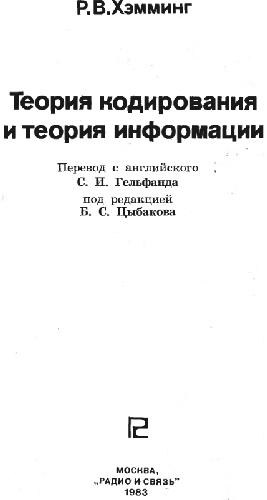 Р.В.Хэмминг
Теория кодирования
и теория информации
Перевод с английского
С. И. Гельфанда
под редакцией
Б. С. Цыбакова
МОСКВА,
„РАДИО И СВЯЗЬ"
1983